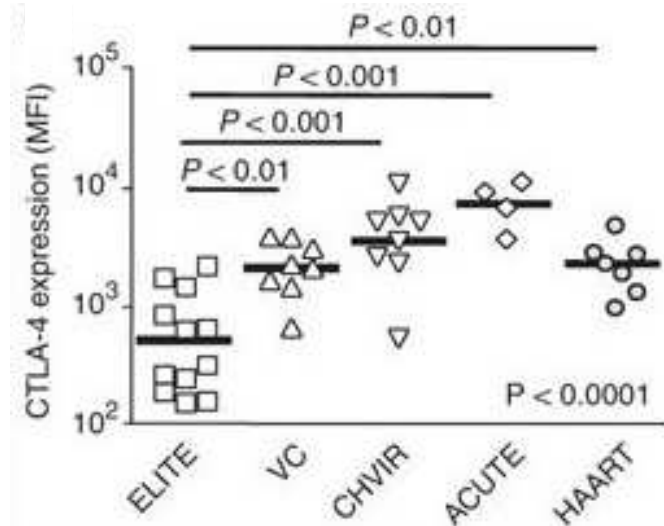 P < 0.01
10^5
P < 0.001
P < 0.001
10^4
P < 0.01
10^3
P < 0.0001
10^2
CTLA-4 expression (MFI)
ELITE
VC
CHVIR
ACUTE
HAART